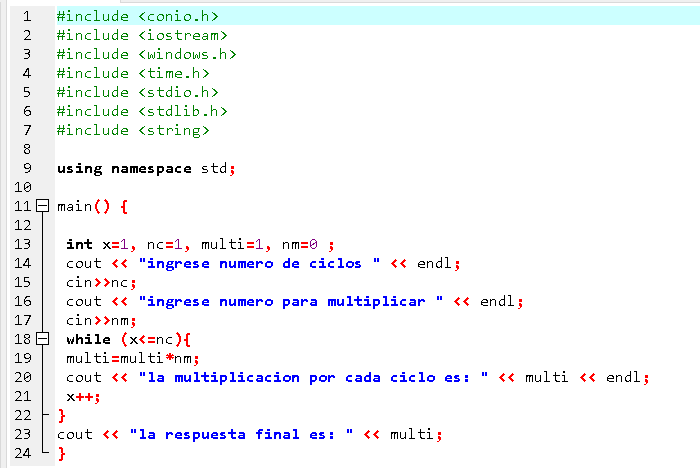 1 #include <conio.h>
2 #include <iostream>
3 #include <windows.h>
4 #include <time.h>
5 #include <stdio.h>
6 #include <stdlib.h>
7 #include <string>
8
9 using namespace std;
10
11 main() {
12
13 int x=1, nc=1, multi=1, nm=0 ;
14 cout << "ingrese numero de ciclos " << endl;
15 cin>>nc;
16 cout << "ingrese numero para multiplicar " << endl;
17 cin>>nm;
18 while (x<=nc){
19 multi=multi*nm;
20 cout << "la multiplicacion por cada ciclo es: " << multi << endl;
21 x++;
22 }
23 cout << "la respuesta final es: " << multi;
24 }